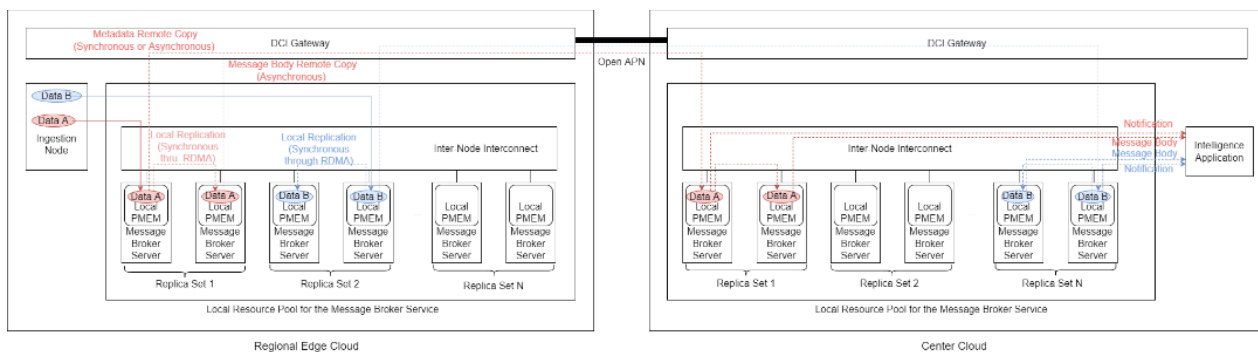 Metadata Remote Copy
(Synchronous or Asynchronous)
DCI Gateway
Message Body Remote Copy
(Asynchronous)
Data B
Data A
Ingestion
Node
Local Replication
(Synchronous
thru. RDMA)
Local Replication
(Synchronous
through RDMA)
Inter Node Interconnect
Data A
Local
PMEM
Message
Broker
Server
Data A
Local
PMEM
Message
Broker
Server
Data B
Local
PMEM
Message
Broker
Server
Data B
Local
PMEM
Message
Broker
Server
...
Local
PMEM
Message
Broker
Server
Local
PMEM
Message
Broker
Server
Replica Set 1
Replica Set 2
Replica Set N
Local Resource Pool for the Message Broker Service
Regional Edge Cloud
Open APN
DCI Gateway
Inter Node Interconnect
Notification
Message Body
Message Body
Notification
Intelligence
Application
Data A
Local
PMEM
Message
Broker
Server
Data A
Local
PMEM
Message
Broker
Server
Local
PMEM
Message
Broker
Server
Local
PMEM
Message
Broker
Server
...
Data B
Local
PMEM
Message
Broker
Server
Data B
Local
PMEM
Message
Broker
Server
Replica Set 1
Replica Set 2
Replica Set N
Local Resource Pool for the Message Broker Service
Center Cloud